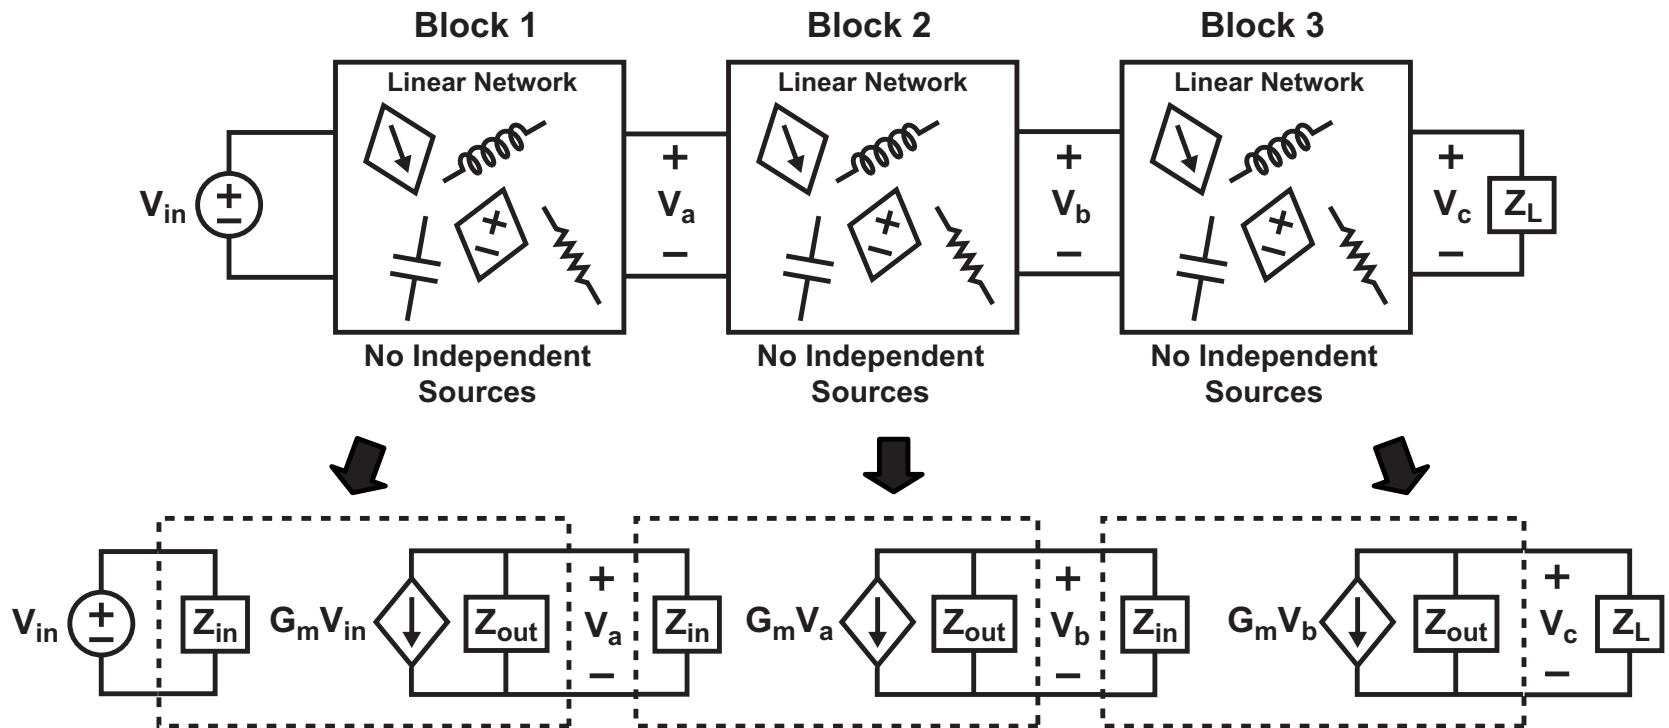 Block 1
Block 2
Block 3
Linear Network
Linear Network
Linear Network
Vin
+
−
+
Va
−
+
−
+
Vb
−
+
−
+
Vc
−
ZL
+
−
No Independent
Sources
No Independent
Sources
No Independent
Sources
Vin
+
−
Zin
GmVin
Zout
+
Va
−
Zin
GmVa
Zout
+
Vb
−
Zin
GmVb
Zout
+
Vc
−
ZL